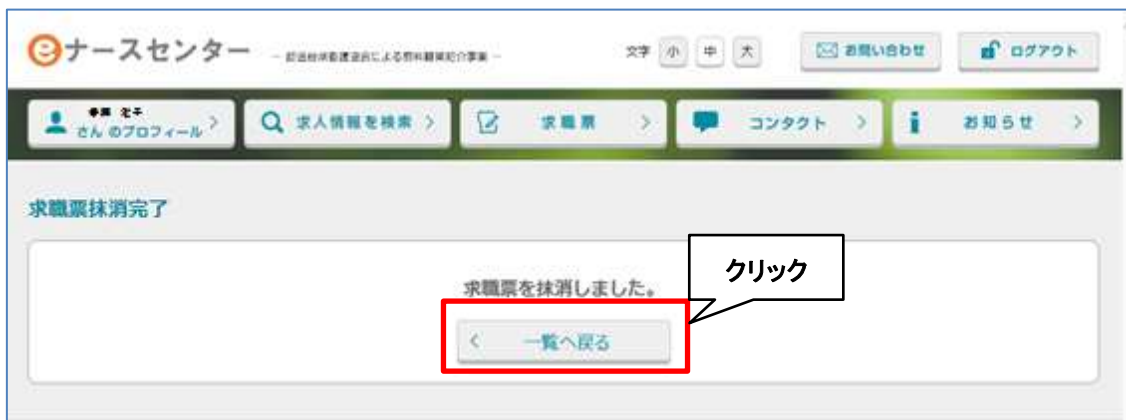 eナースセンター
文字 小 中 大
お問い合わせ
ログアウト
さん のプロフィール
求人情報を検索
求職票
コンタクト
お知らせ
求職票抹消完了
クリック
求職票を抹消しました。
一覧へ戻る